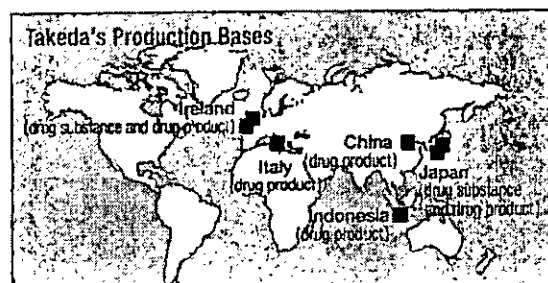 Takeda's Production Bases
Ireland
(drug substance and drug product)
Italy
(drug product)
China
(drug product)
Japan
(drug substance
and drug product)
Indonesia
(drug product)